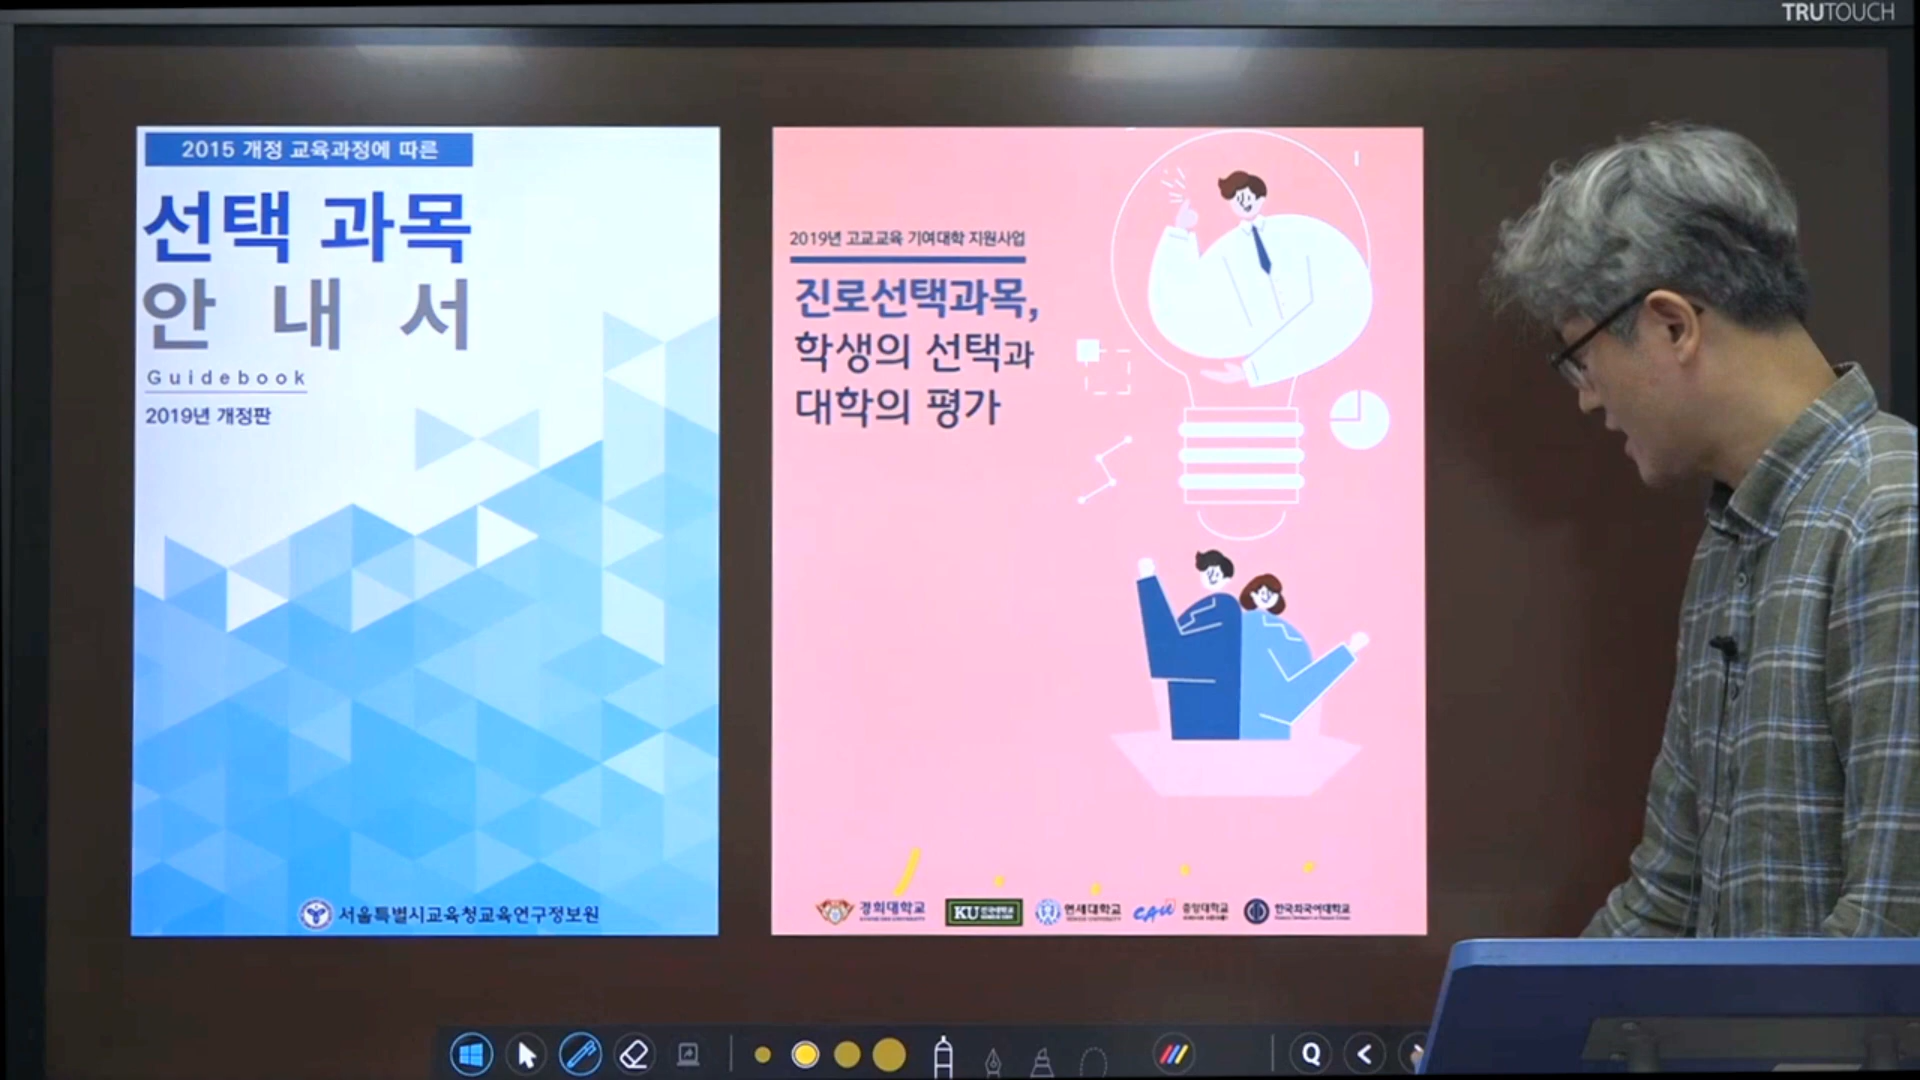 TRUTOUCH
2015 개정 교육과정에 따른
선택 과목
안 내 서
Guidebook
2019년 개정판
서울특별시교육청교육연구정보원
2019년 고교교육 기여대학 지원사업
진로선택과목,
학생의 선택과
대학의 평가
경희대학교
KU 건국대학교
연세대학교
CAU 중앙대학교
한국외국어대학교
Q